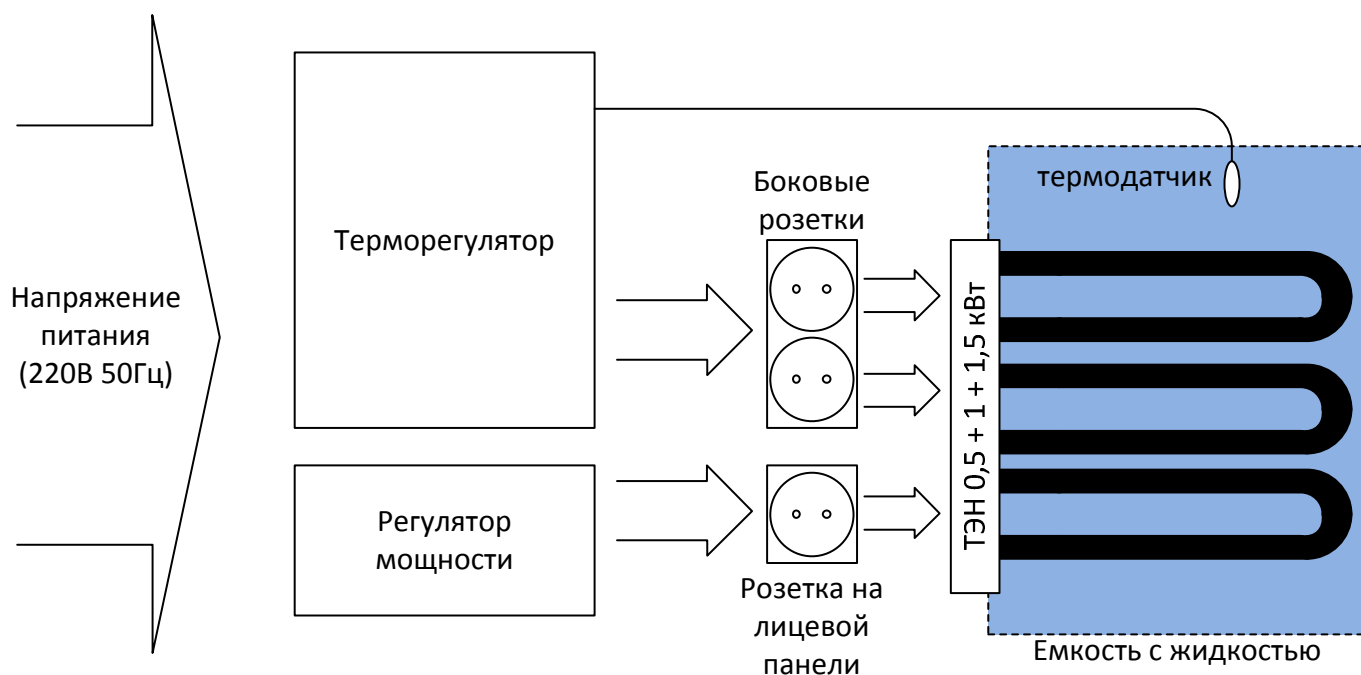 Напряжение
питания
(220В 50Гц)
Терморегулятор
Регулятор
мощности
Боковые
розетки
Розетка на
лицевой
панели
ТЭН 0,5 + 1 + 1,5 кВт
термодатчик
Емкость с жидкостью